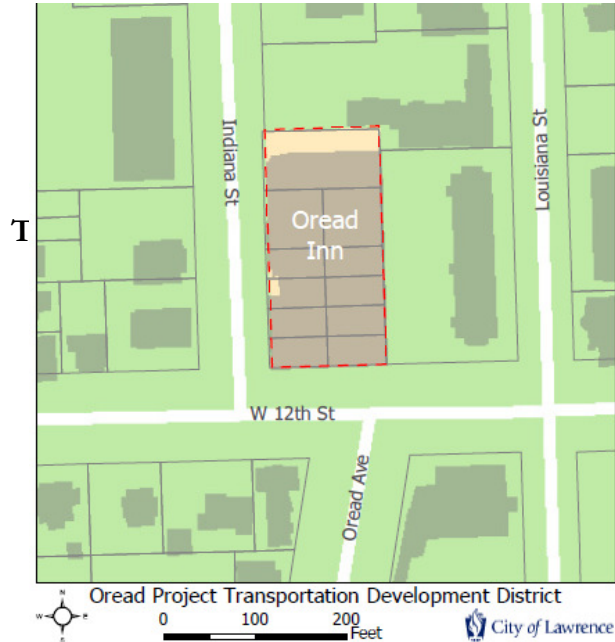 Indiana St
Louisiana St
T
Oread
Inn
W 12th St
Oread Ave
Oread Project Transportation Development District
N
W E
S
0 100 200
Feet
City of Lawrence